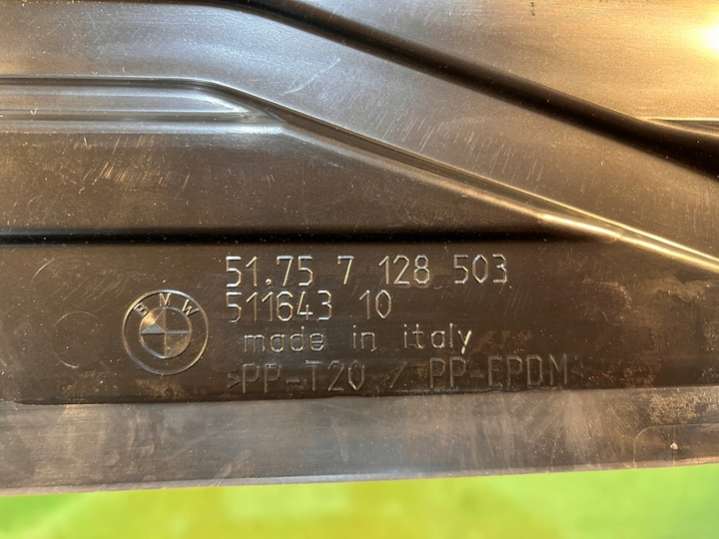 51.75 7 128 503
511643 10
BMW
made in italy
>PP-T20 / PP-EPDM<